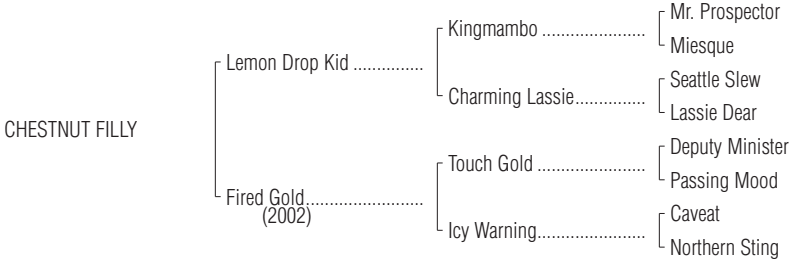 CHESTNUT FILLY
Lemon Drop Kid ...............
Fired Gold.........................
(2002)
Kingmambo ......................
Charming Lassie...............
Touch Gold .......................
Icy Warning.......................
Mr. Prospector
Miesque
Seattle Slew
Lassie Dear
Deputy Minister
Passing Mood
Caveat
Northern Sting